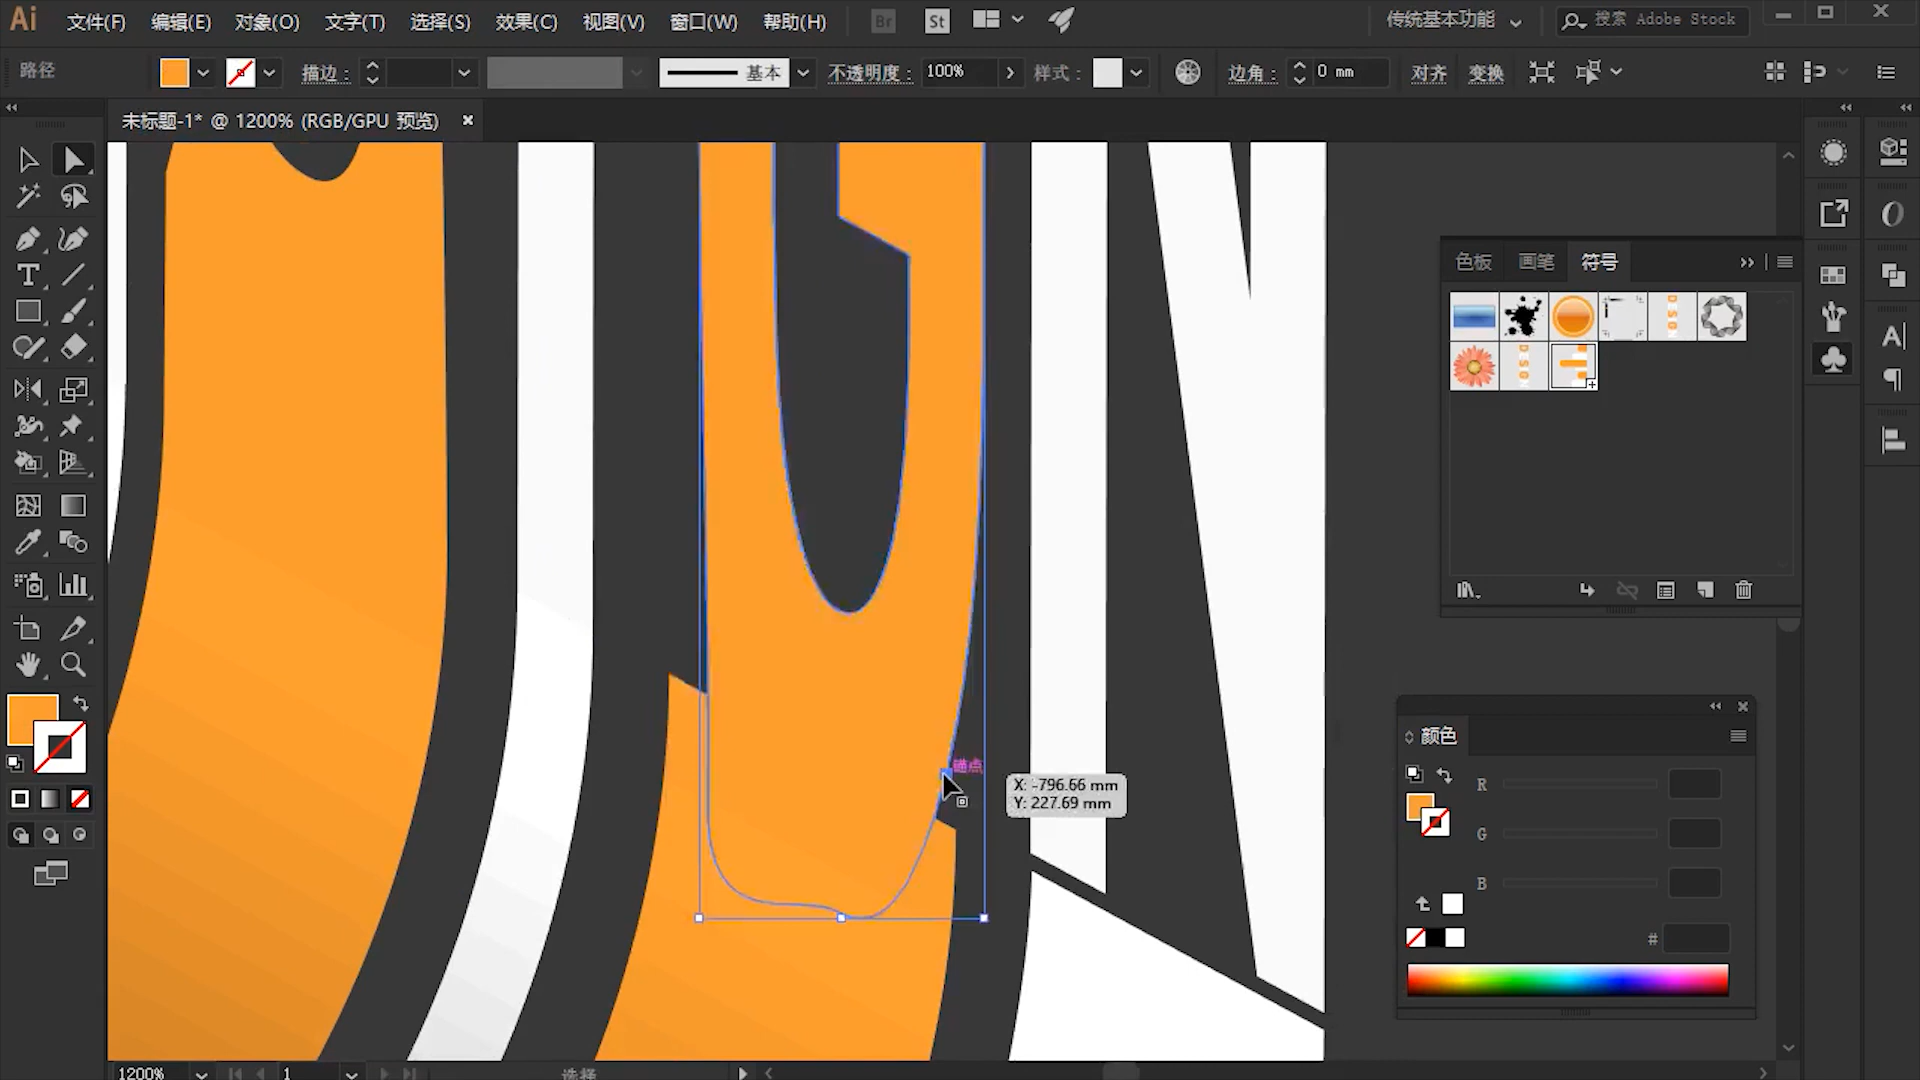 Ai 文件(F) 编辑(E) 对象(O) 文字(T) 选择(S) 效果(C) 视图(V) 窗口(W) 帮助(H) Br St 传统基本功能 搜索 Adobe Stock
路径 描边: 基本 不透明度: 100% 样式: 边角: 0 mm 对齐 变换
未标题-1* @ 1200% (RGB/GPU 预览)
色板 画笔 符号
颜色
锚点
X: -796.66 mm
Y: 227.69 mm
R
G
B
#
1200% 1 选择